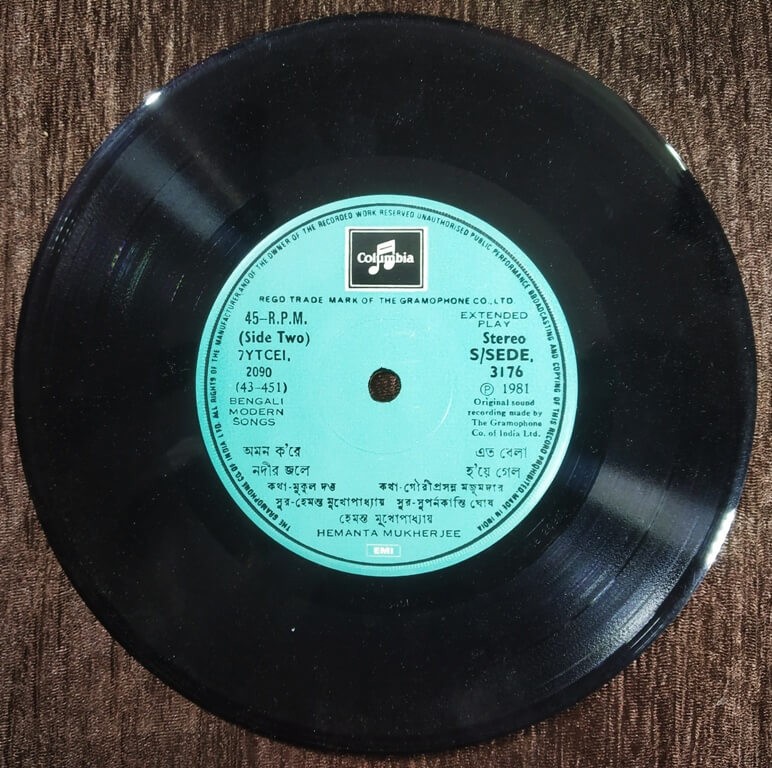 THE GRAMOPHONE CO. OF INDIA LTD. ALL RIGHTS OF THE MANUFACTURER AND OF THE OWNER OF THE RECORDED WORK RESERVED UNAUTHORISED PUBLIC PERFORMANCE BROADCASTING AND COPYING OF THIS RECORD PROHIBITED. MADE IN INDIA
Columbia
REGD TRADE MARK OF THE GRAMOPHONE CO., LTD.
45–R.P.M.
(Side Two)
7YTCEI,
2090
(43-451)
BENGALI
MODERN
SONGS
EXTENDED
PLAY
Stereo
S/SEDE,
3176
Ⓟ 1981
Original sound
recording made by
The Gramophone
Co. of India Ltd.
অমন ক'রে
নদীর জলে
কথা-মুকুল দত্ত
সুর-হেমন্ত মুখোপাধ্যায়
এত বেলা
হ'য়ে গেল
কথা-গৌরীপ্রসন্ন মজুমদার
সুর-সুপর্নকান্তি ঘোষ
হেমন্ত মুখোপাধ্যায়
HEMANTA MUKHERJEE
EMI